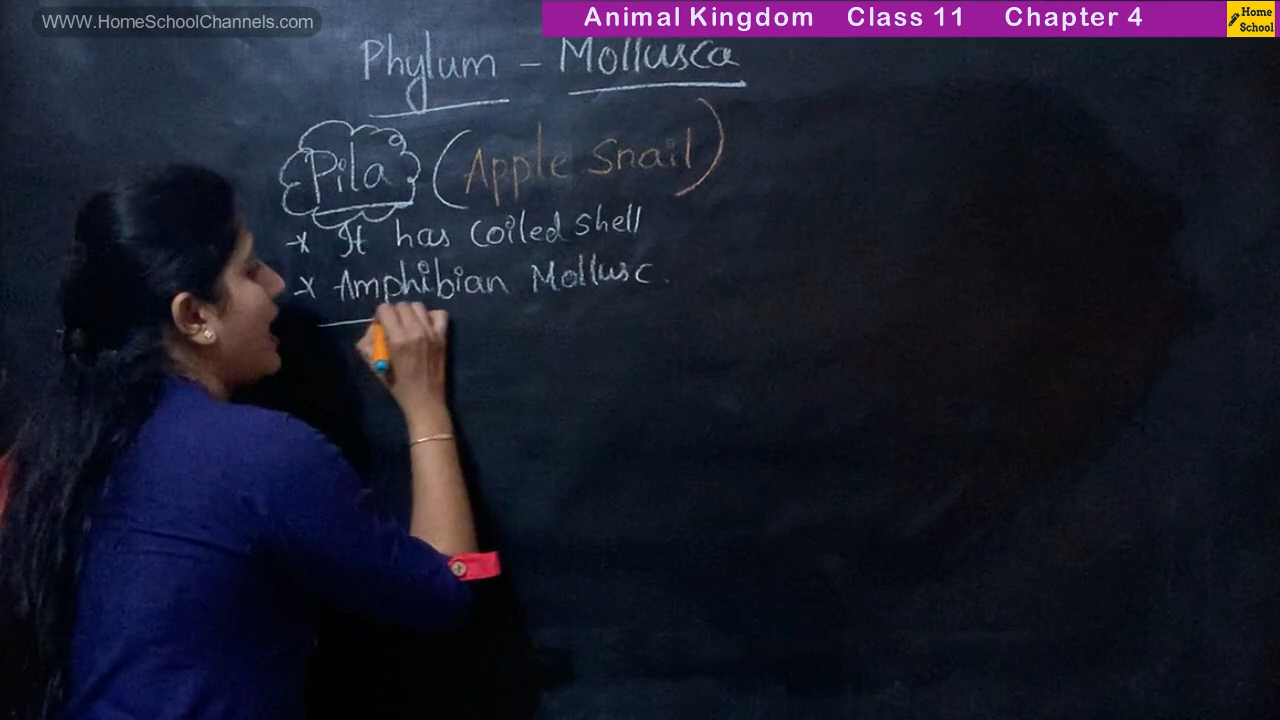 WWW.HomeSchoolChannels.com
Animal Kingdom Class 11 Chapter 4
Home
School
Phylum - Mollusca
Pila (Apple Snail)
* It has Coiled Shell
* Amphibian Mollusc.